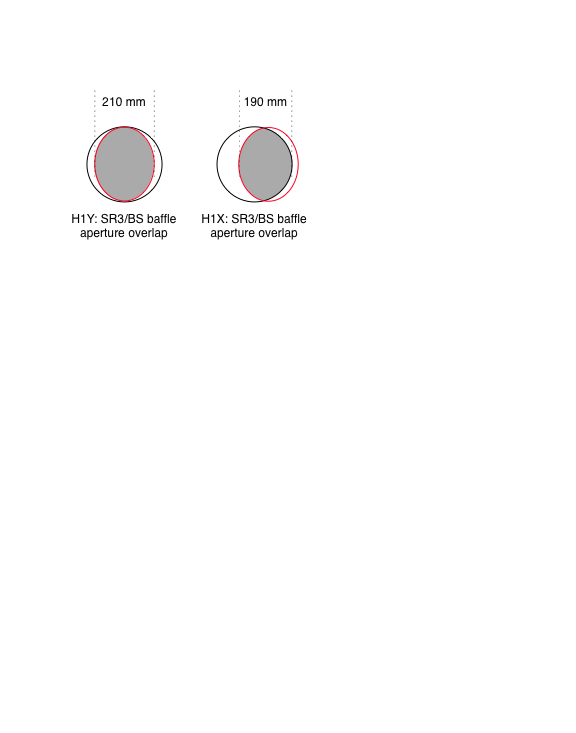 210 mm
190 mm
H1Y: SR3/BS baffle
aperture overlap
H1X: SR3/BS baffle
aperture overlap